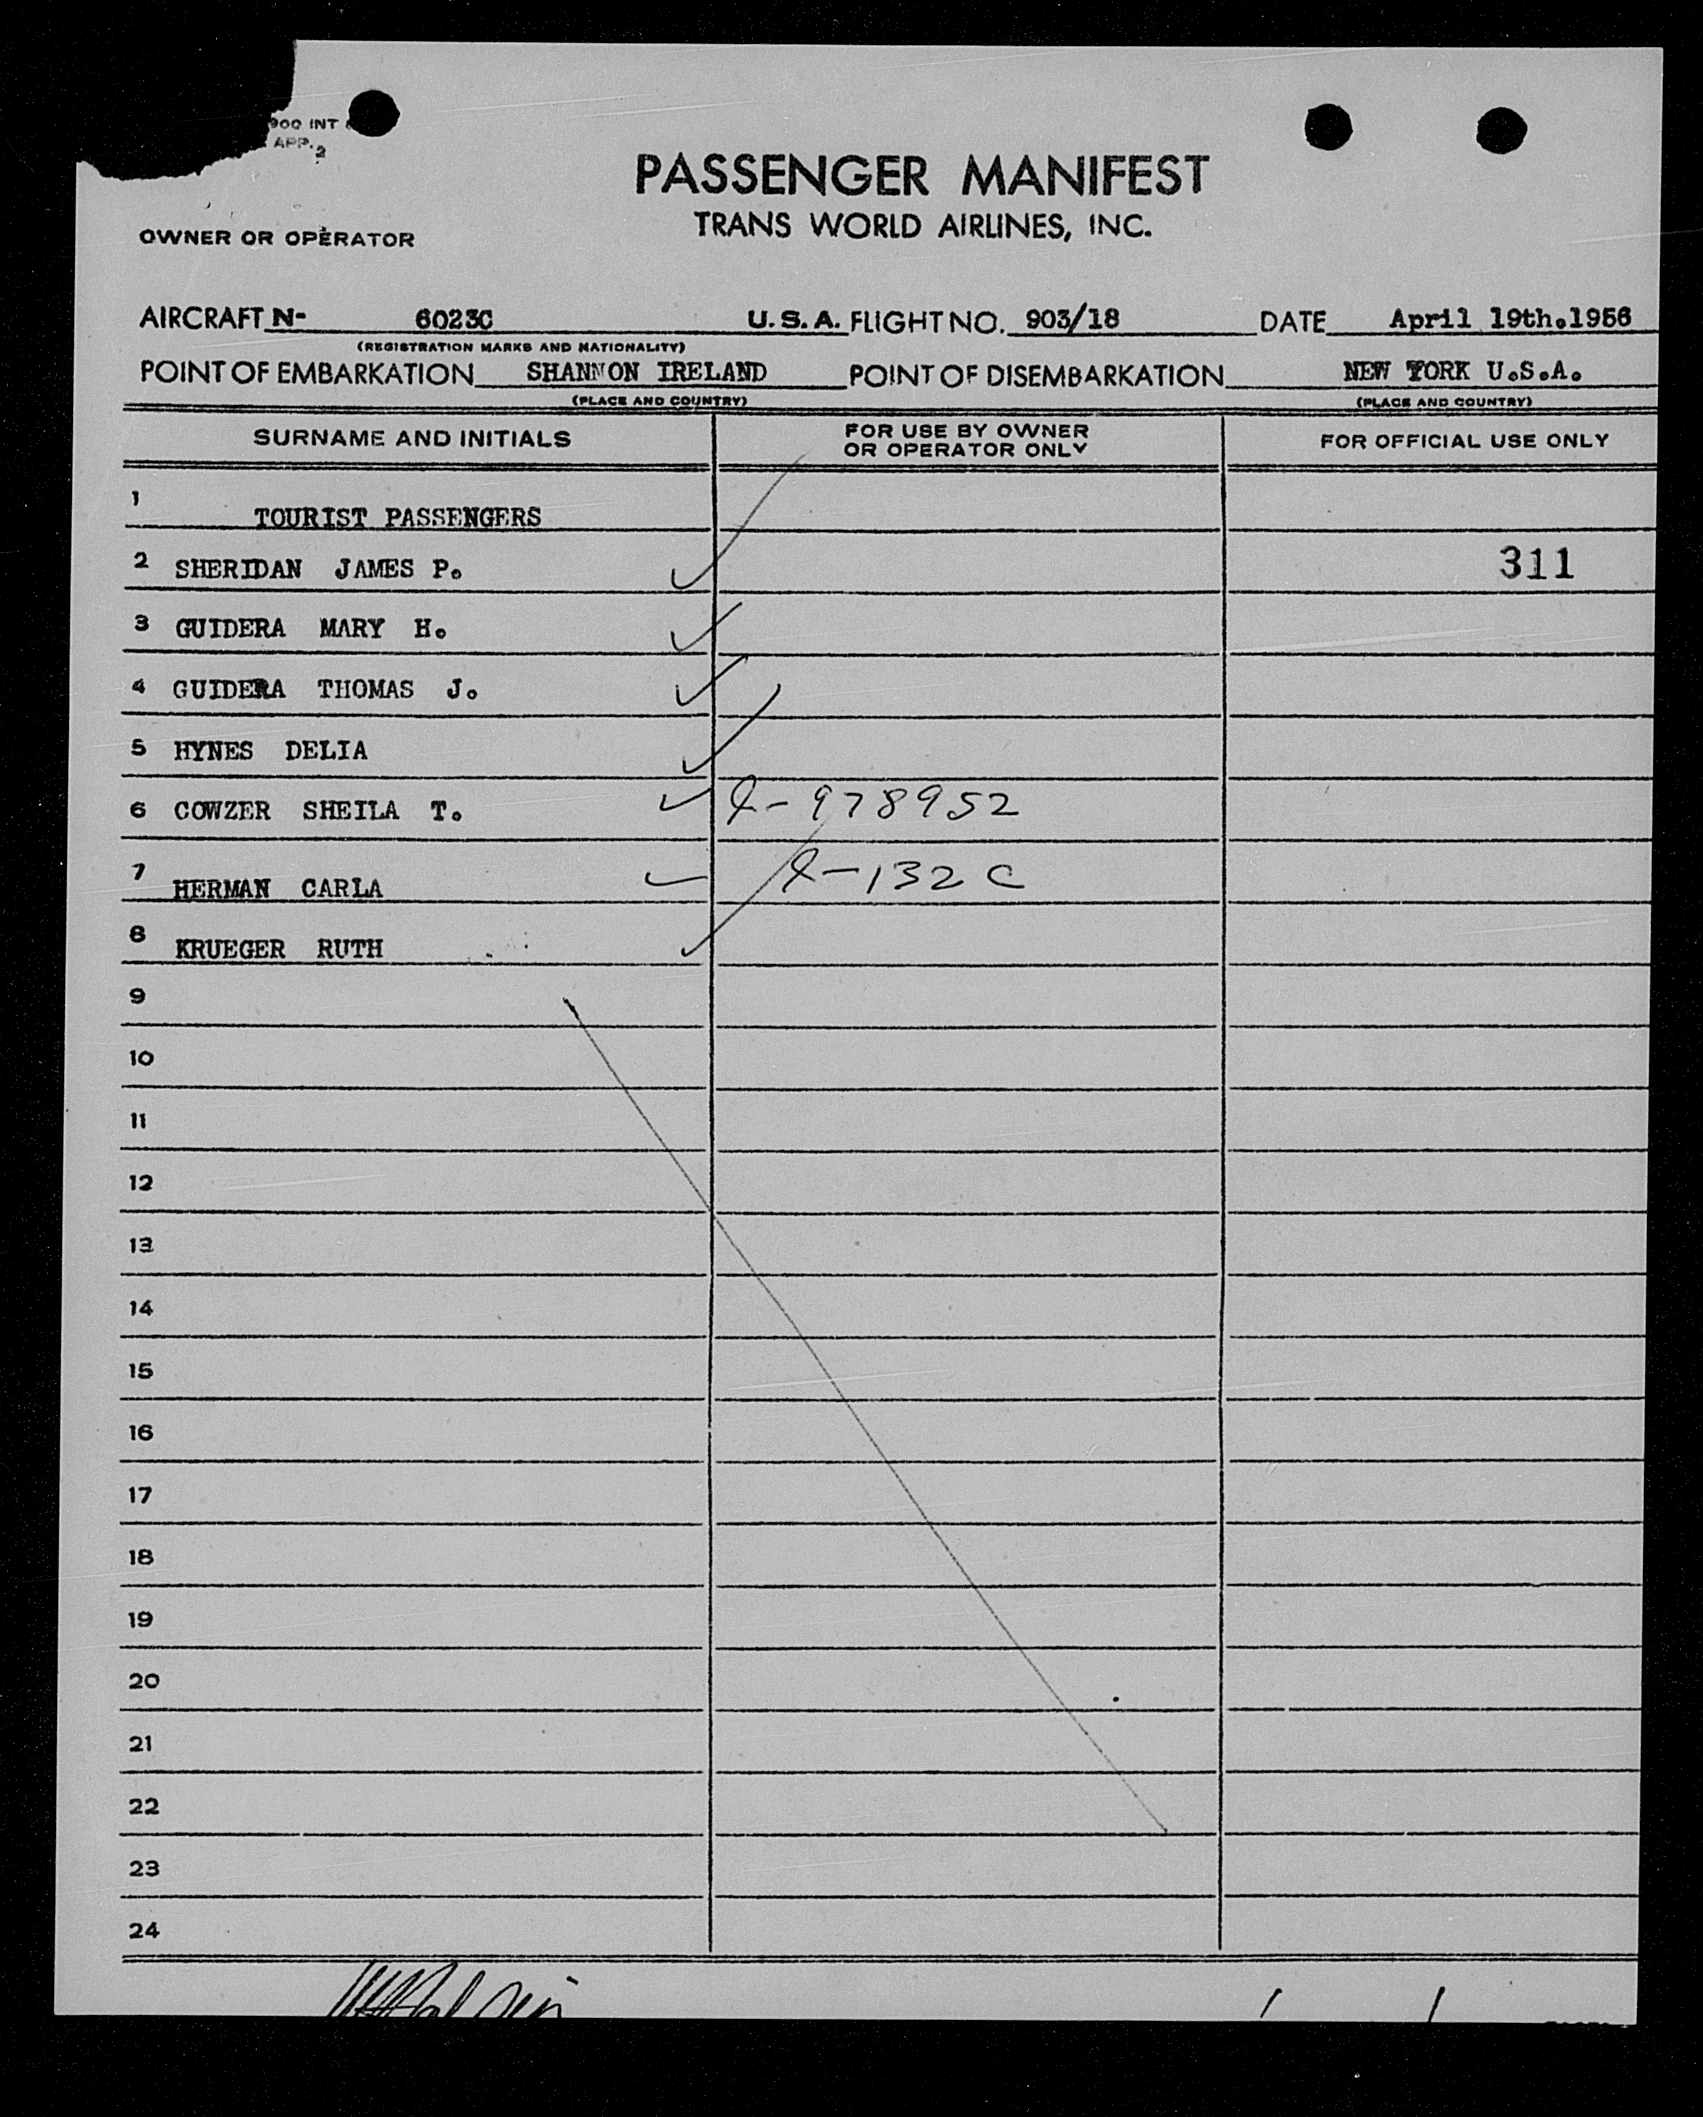 900 INT
APP. 2
PASSENGER MANIFEST
TRANS WORLD AIRLINES, INC.
OWNER OR OPERATOR
AIRCRAFT N- 6023C U.S.A. FLIGHT NO. 903/18 DATE April 19th.1956
(REGISTRATION MARKS AND NATIONALITY)
POINT OF EMBARKATION SHANNON IRELAND POINT OF DISEMBARKATION NEW YORK U.S.A.
(PLACE AND COUNTRY) (PLACE AND COUNTRY)
SURNAME AND INITIALS FOR USE BY OWNER OR OPERATOR ONLY FOR OFFICIAL USE ONLY
1 TOURIST PASSENGERS
2 SHERIDAN JAMES P. 311
3 GUIDERA MARY H.
4 GUIDERA THOMAS J.
5 HYNES DELIA
6 COWZER SHEILA T. I-978952
7 HERMAN CARLA I-132 C
8 KRUEGER RUTH
9
10
11
12
13
14
15
16
17
18
19
20
21
22
23
24